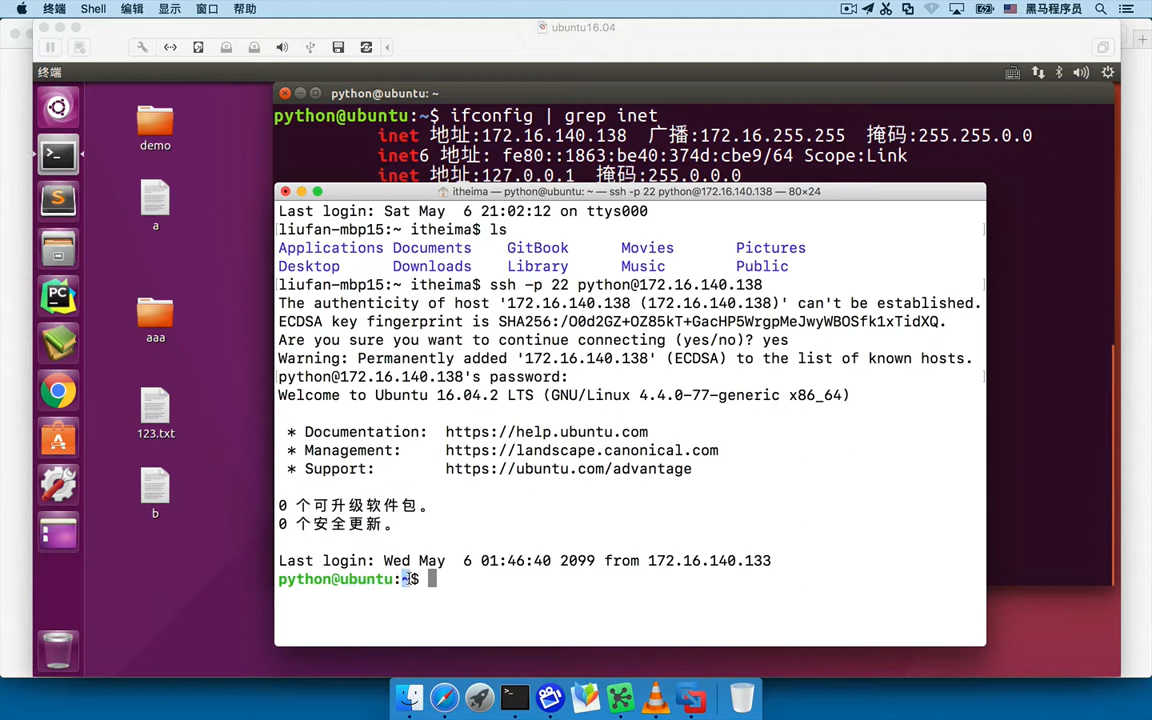 终端 Shell 编辑 显示 窗口 帮助 黑马程序员
ubuntu16.04
终端
python@ubuntu: ~
python@ubuntu:~$ ifconfig | grep inet
inet 地址:172.16.140.138 广播:172.16.255.255 掩码:255.255.0.0
inet6 地址: fe80::1863:be40:374d:cbe9/64 Scope:Link
inet 地址:127.0.0.1 掩码:255.0.0.0
itheima — python@ubuntu: ~ — ssh -p 22 python@172.16.140.138 — 80×24
Last login: Sat May  6 21:02:12 on ttys000
liufan-mbp15:~ itheima$ ls
Applications Documents GitBook Movies Pictures
Desktop Downloads Library Music Public
liufan-mbp15:~ itheima$ ssh -p 22 python@172.16.140.138
The authenticity of host '172.16.140.138 (172.16.140.138)' can't be established.
ECDSA key fingerprint is SHA256:/O0d2GZ+OZ85kT+GacHP5WrgpMeJwyWBOSfk1xTidXQ.
Are you sure you want to continue connecting (yes/no)? yes
Warning: Permanently added '172.16.140.138' (ECDSA) to the list of known hosts.
python@172.16.140.138's password:
Welcome to Ubuntu 16.04.2 LTS (GNU/Linux 4.4.0-77-generic x86_64)
* Documentation:  https://help.ubuntu.com
* Management:     https://landscape.canonical.com
* Support:        https://ubuntu.com/advantage
0 个可升级软件包。
0 个安全更新。
Last login: Wed May  6 01:46:40 2099 from 172.16.140.133
python@ubuntu:~$
demo
a
aaa
123.txt
b